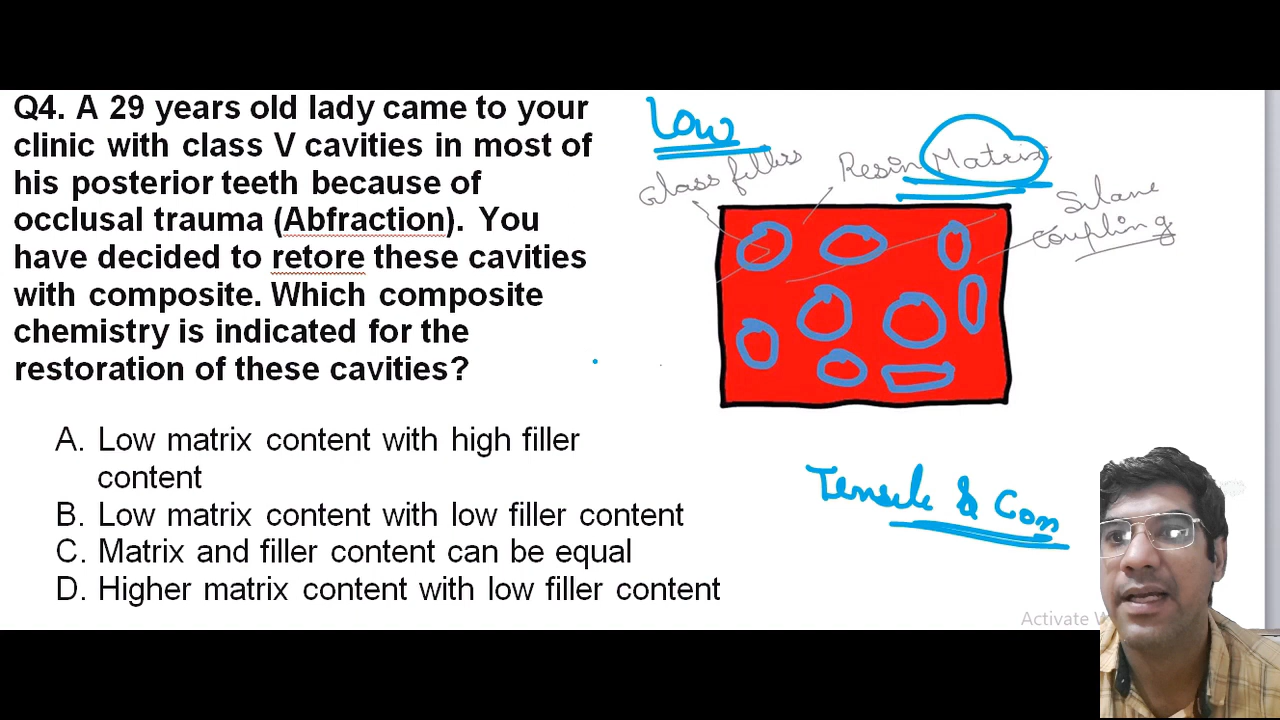 Q4. A 29 years old lady came to your
clinic with class V cavities in most of
his posterior teeth because of
occlusal trauma (Abfraction). You
have decided to retore these cavities
with composite. Which composite
chemistry is indicated for the
restoration of these cavities?
A. Low matrix content with high filler
content
B. Low matrix content with low filler content
C. Matrix and filler content can be equal
D. Higher matrix content with low filler content
Low
Glass fillers
Resin Matrix
Silane
coupling
Tensile & Com
Activate